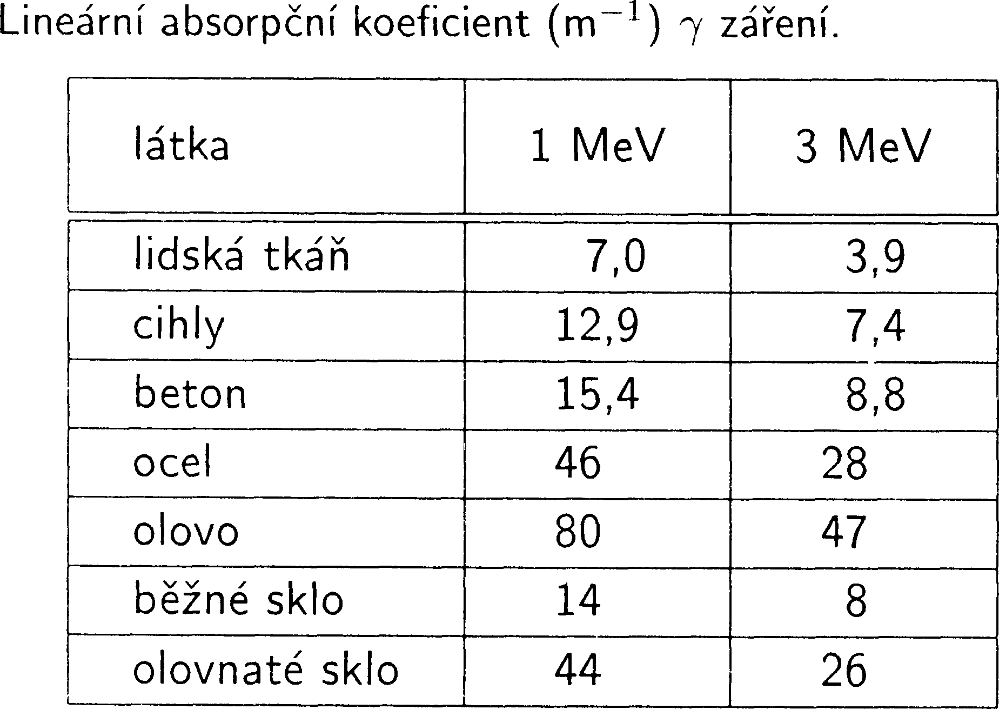 Lineární absorpční koeficient (m⁻¹) γ záření.
látka 1 MeV 3 MeV
lidská tkáň 7,0 3,9
cihly 12,9 7,4
beton 15,4 8,8
ocel 46 28
olovo 80 47
běžné sklo 14 8
olovnaté sklo 44 26